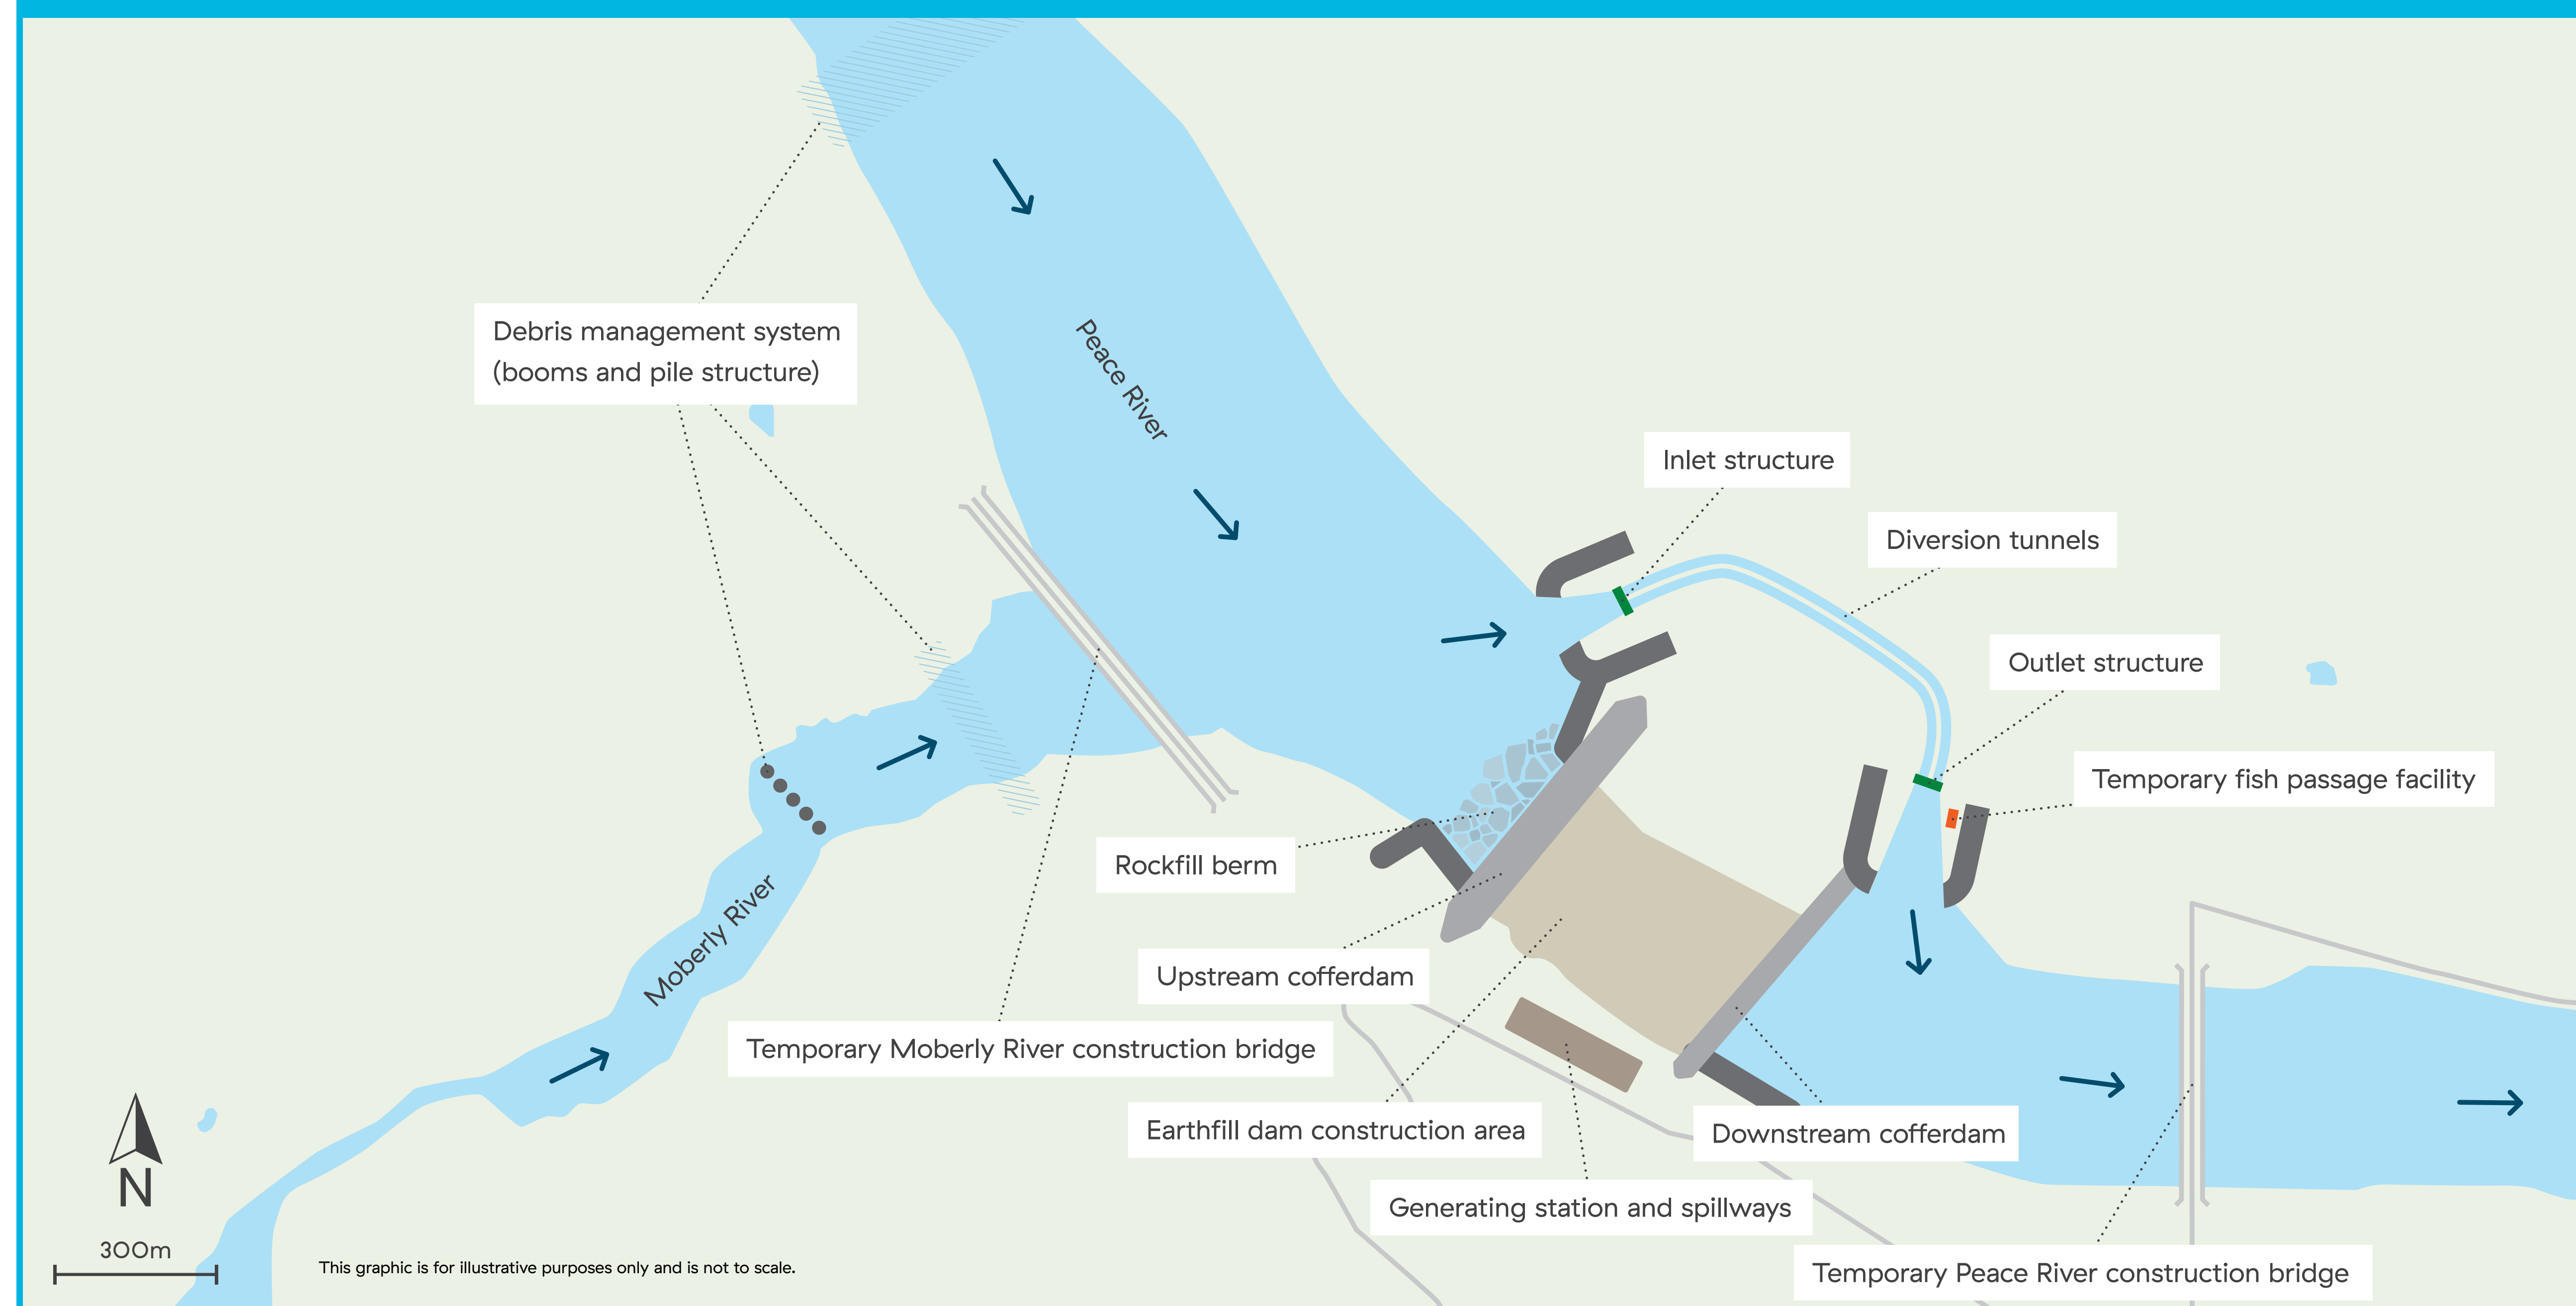 Debris management system
(booms and pile structure)
Peace River
Inlet structure
Diversion tunnels
Outlet structure
Temporary fish passage facility
Rockfill berm
Moberly River
Upstream cofferdam
Temporary Moberly River construction bridge
Earthfill dam construction area
Downstream cofferdam
Generating station and spillways
Temporary Peace River construction bridge
N
300m
This graphic is for illustrative purposes only and is not to scale.